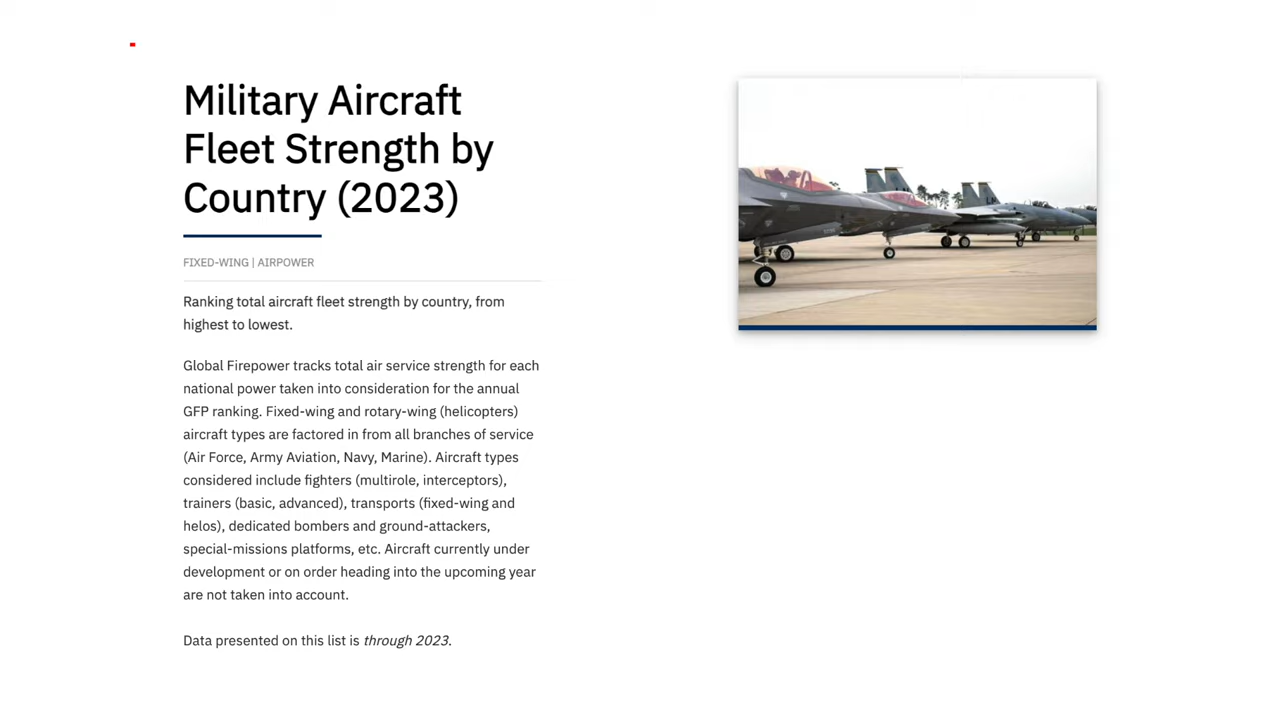 Military Aircraft
Fleet Strength by
Country (2023)
FIXED-WING | AIRPOWER
Ranking total aircraft fleet strength by country, from
highest to lowest.
Global Firepower tracks total air service strength for each
national power taken into consideration for the annual
GFP ranking. Fixed-wing and rotary-wing (helicopters)
aircraft types are factored in from all branches of service
(Air Force, Army Aviation, Navy, Marine). Aircraft types
considered include fighters (multirole, interceptors),
trainers (basic, advanced), transports (fixed-wing and
helos), dedicated bombers and ground-attackers,
special-missions platforms, etc. Aircraft currently under
development or on order heading into the upcoming year
are not taken into account.
Data presented on this list is through 2023.